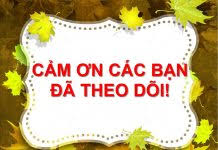 CẢM ƠN CÁC BẠN
ĐÃ THEO DÕI!